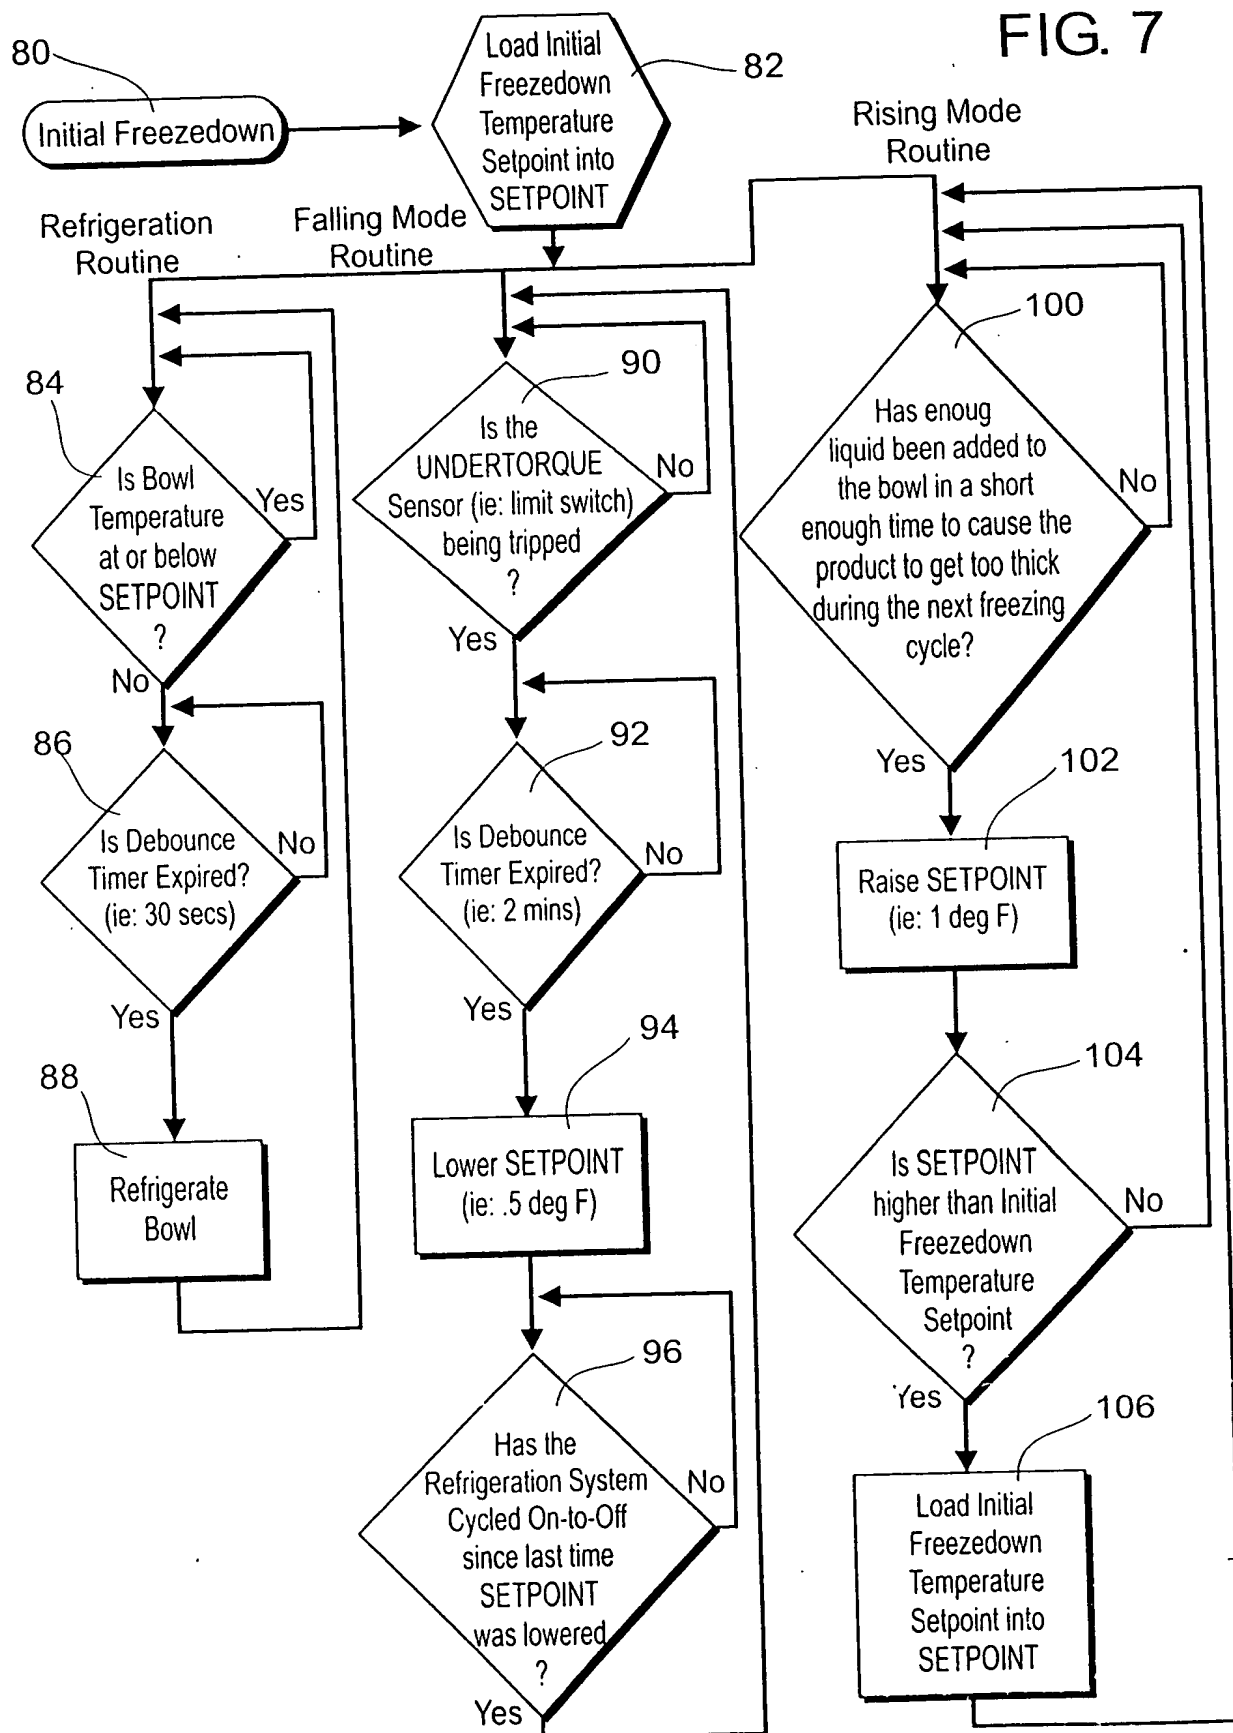 FIG. 7
80
Initial Freezedown
Load Initial
Freezedown
Temperature
Setpoint into
SETPOINT
82
Refrigeration
Routine
84
Is Bowl
Temperature
at or below
SETPOINT
?
Yes
No
86
Is Debounce
Timer Expired?
(ie: 30 secs)
No
Yes
88
Refrigerate
Bowl
Falling Mode
Routine
90
Is the
UNDERTORQUE
Sensor (ie: limit switch)
being tripped
?
No
Yes
92
Is Debounce
Timer Expired?
(ie: 2 mins)
No
Yes
94
Lower SETPOINT
(ie: .5 deg F)
96
Has the
Refrigeration System
Cycled On-to-Off
since last time
SETPOINT
was lowered
?
No
Yes
Rising Mode
Routine
100
Has enoug
liquid been added to
the bowl in a short
enough time to cause the
product to get too thick
during the next freezing
cycle?
No
Yes
102
Raise SETPOINT
(ie: 1 deg F)
104
Is SETPOINT
higher than Initial
Freezedown
Temperature
Setpoint
?
No
Yes
106
Load Initial
Freezedown
Temperature
Setpoint into
SETPOINT